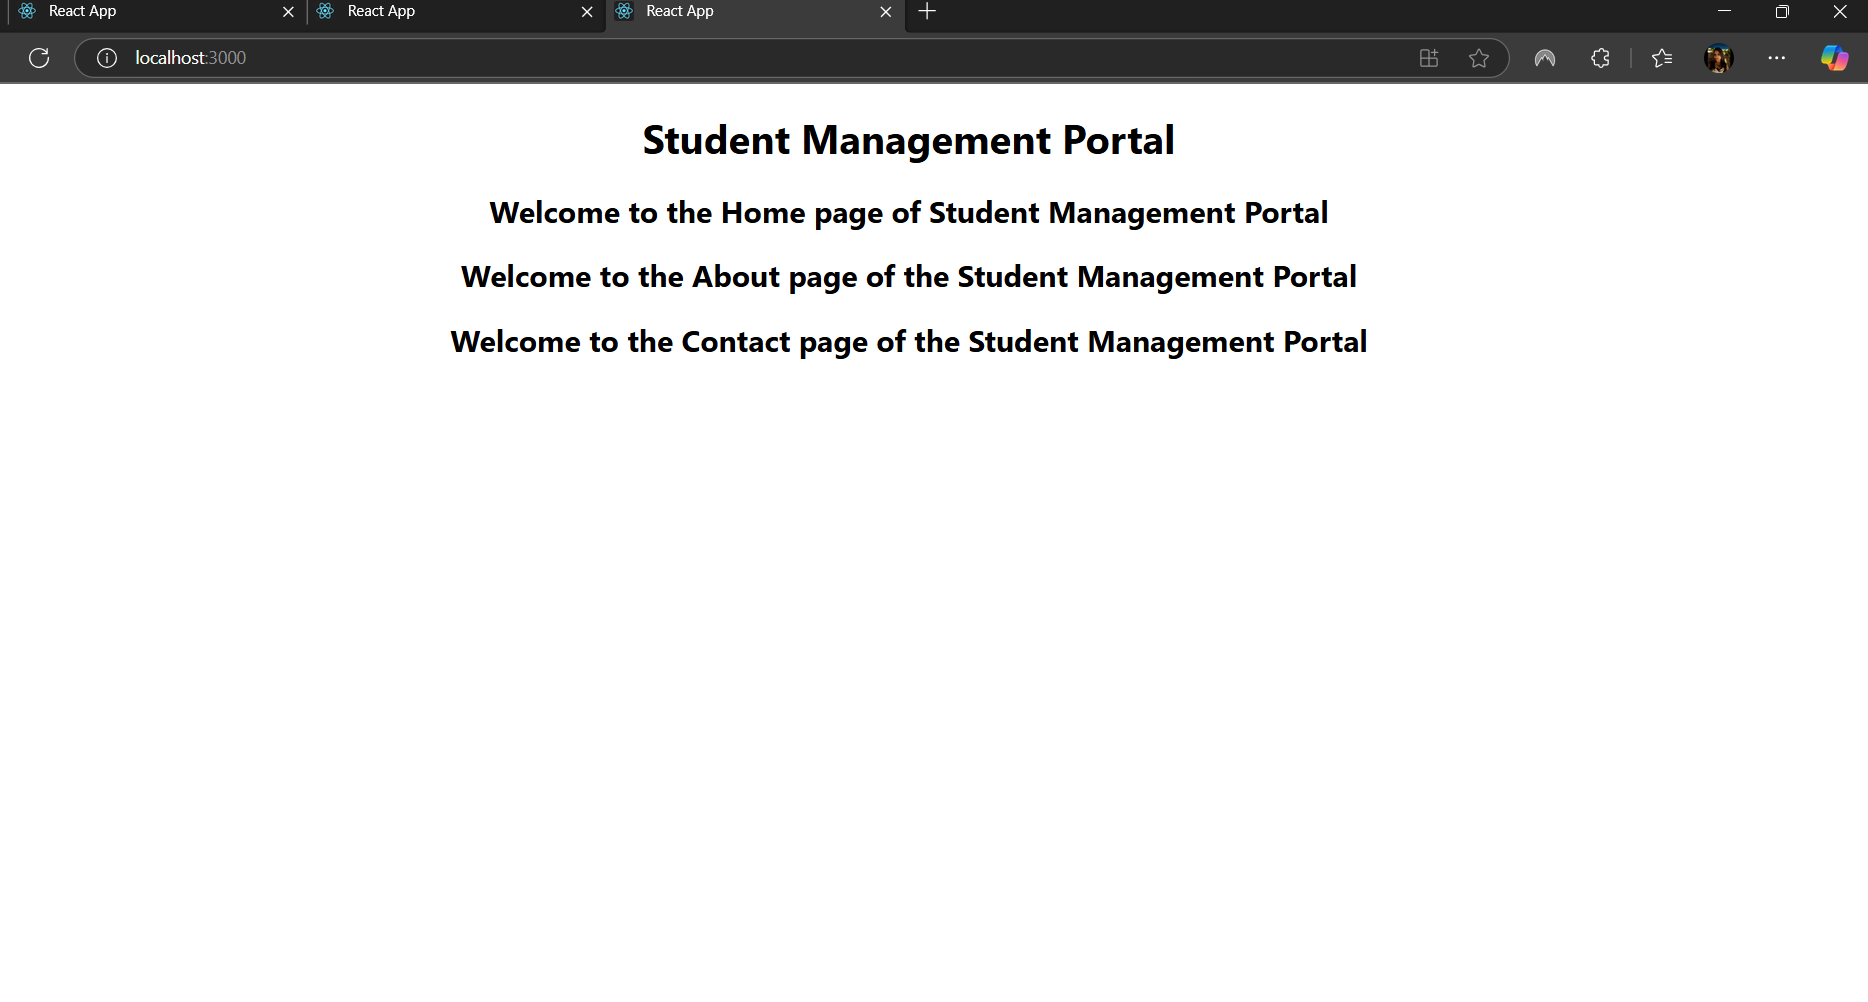 React App React App React App
localhost:3000
Student Management Portal
Welcome to the Home page of Student Management Portal
Welcome to the About page of the Student Management Portal
Welcome to the Contact page of the Student Management Portal